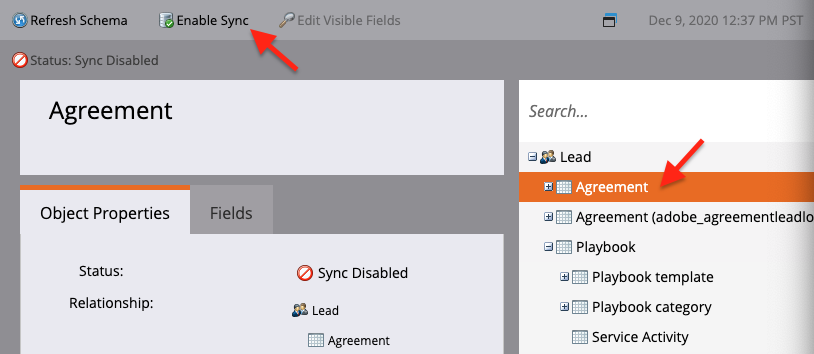 Refresh Schema Enable Sync Edit Visible Fields Dec 9, 2020 12:37 PM PST
Status: Sync Disabled
Agreement
Search...
Lead
Agreement
Agreement (adobe_agreementleadlo
Playbook
Playbook template
Playbook category
Service Activity
Object Properties Fields
Status: Sync Disabled
Relationship: Lead
Agreement